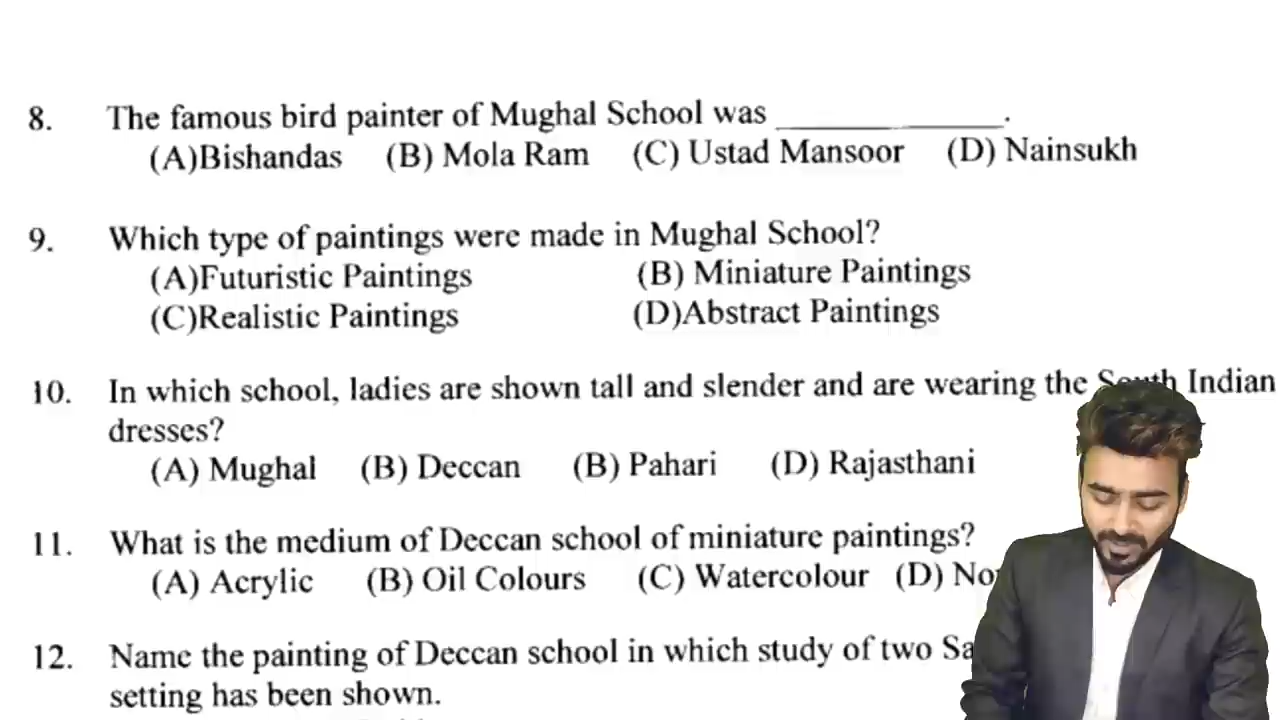 8. The famous bird painter of Mughal School was ____________.
(A)Bishandas (B) Mola Ram (C) Ustad Mansoor (D) Nainsukh
9. Which type of paintings were made in Mughal School?
(A)Futuristic Paintings (B) Miniature Paintings
(C)Realistic Paintings (D)Abstract Paintings
10. In which school, ladies are shown tall and slender and are wearing the South Indian
dresses?
(A) Mughal (B) Deccan (B) Pahari (D) Rajasthani
11. What is the medium of Deccan school of miniature paintings?
(A) Acrylic (B) Oil Colours (C) Watercolour (D)
12. Name the painting of Deccan school in which study of two
setting has been shown.